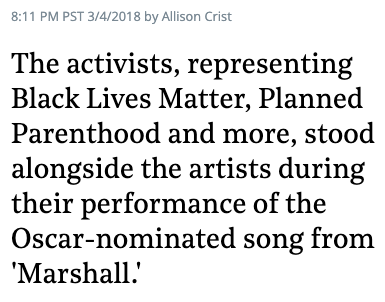 8:11 PM PST 3/4/2018 by Allison Crist
The activists, representing
Black Lives Matter, Planned
Parenthood and more, stood
alongside the artists during
their performance of the
Oscar-nominated song from
'Marshall.'